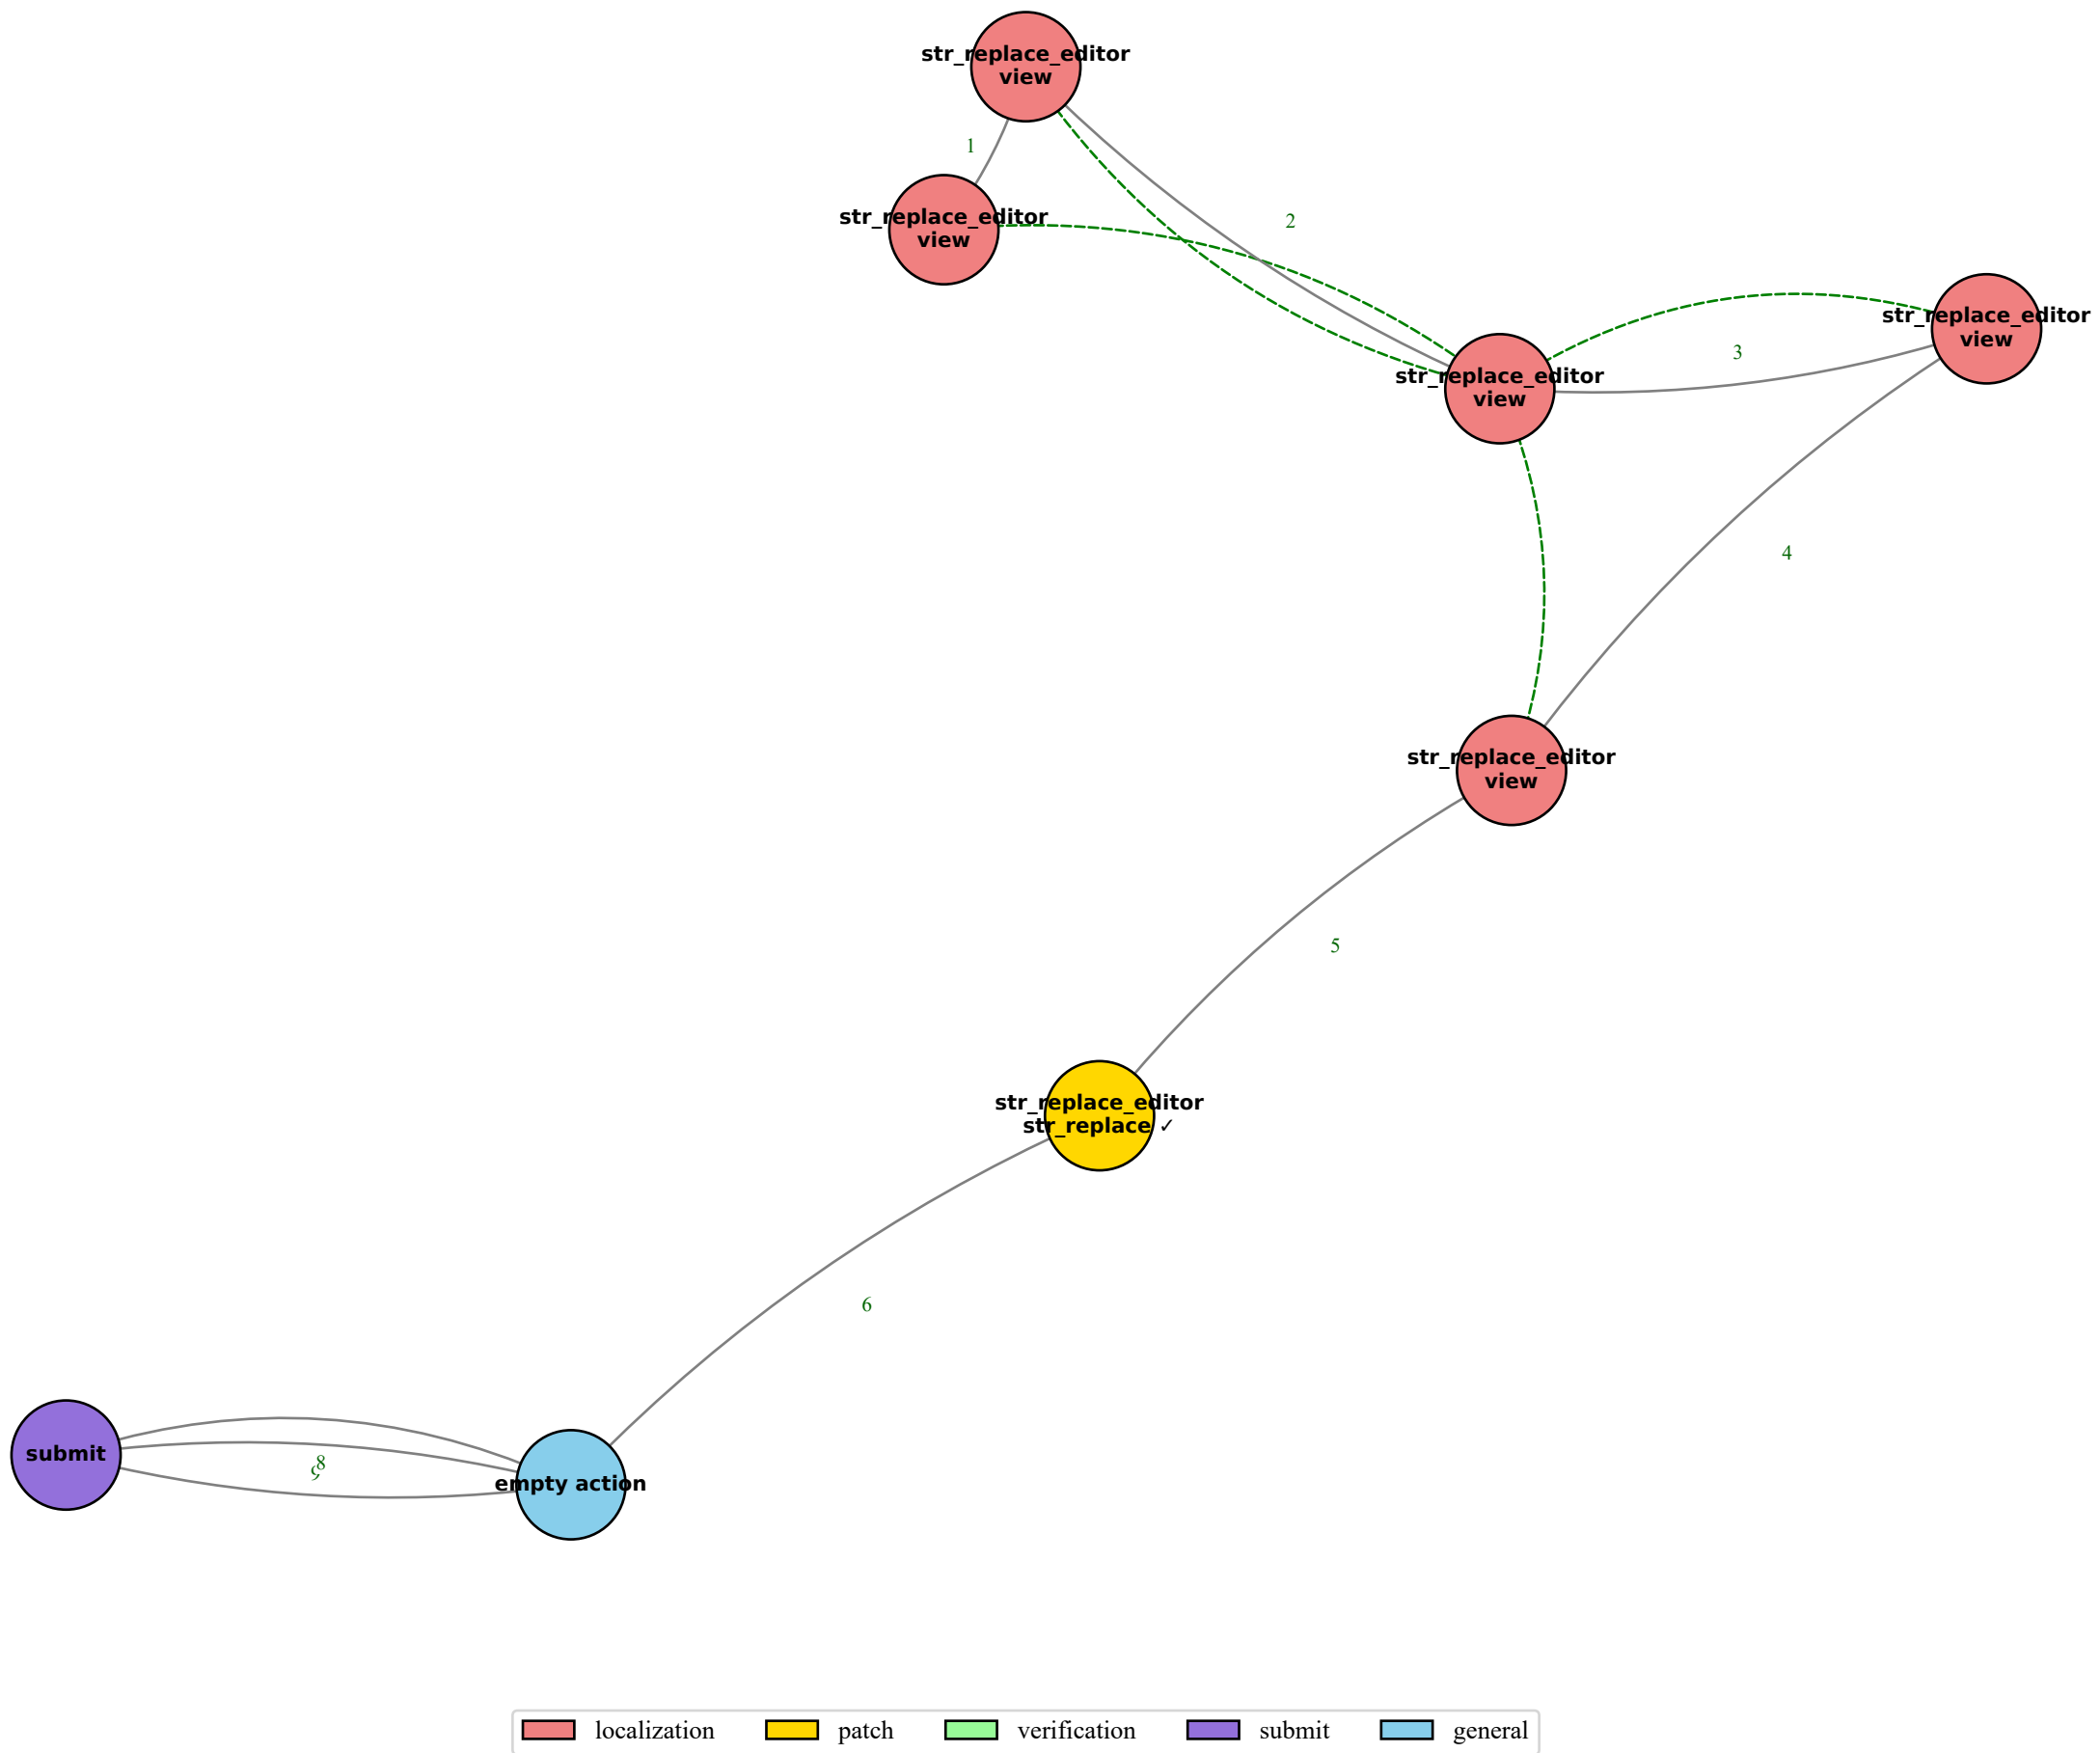 str_replace_editor
view
1
str_replace_editor
view
2
str_replace_editor
view
3
str_replace_editor
view
4
str_replace_editor
view
5
str_replace_editor
str_replace ✓
6
submit
8
9
empty action
localization
patch
verification
submit
general